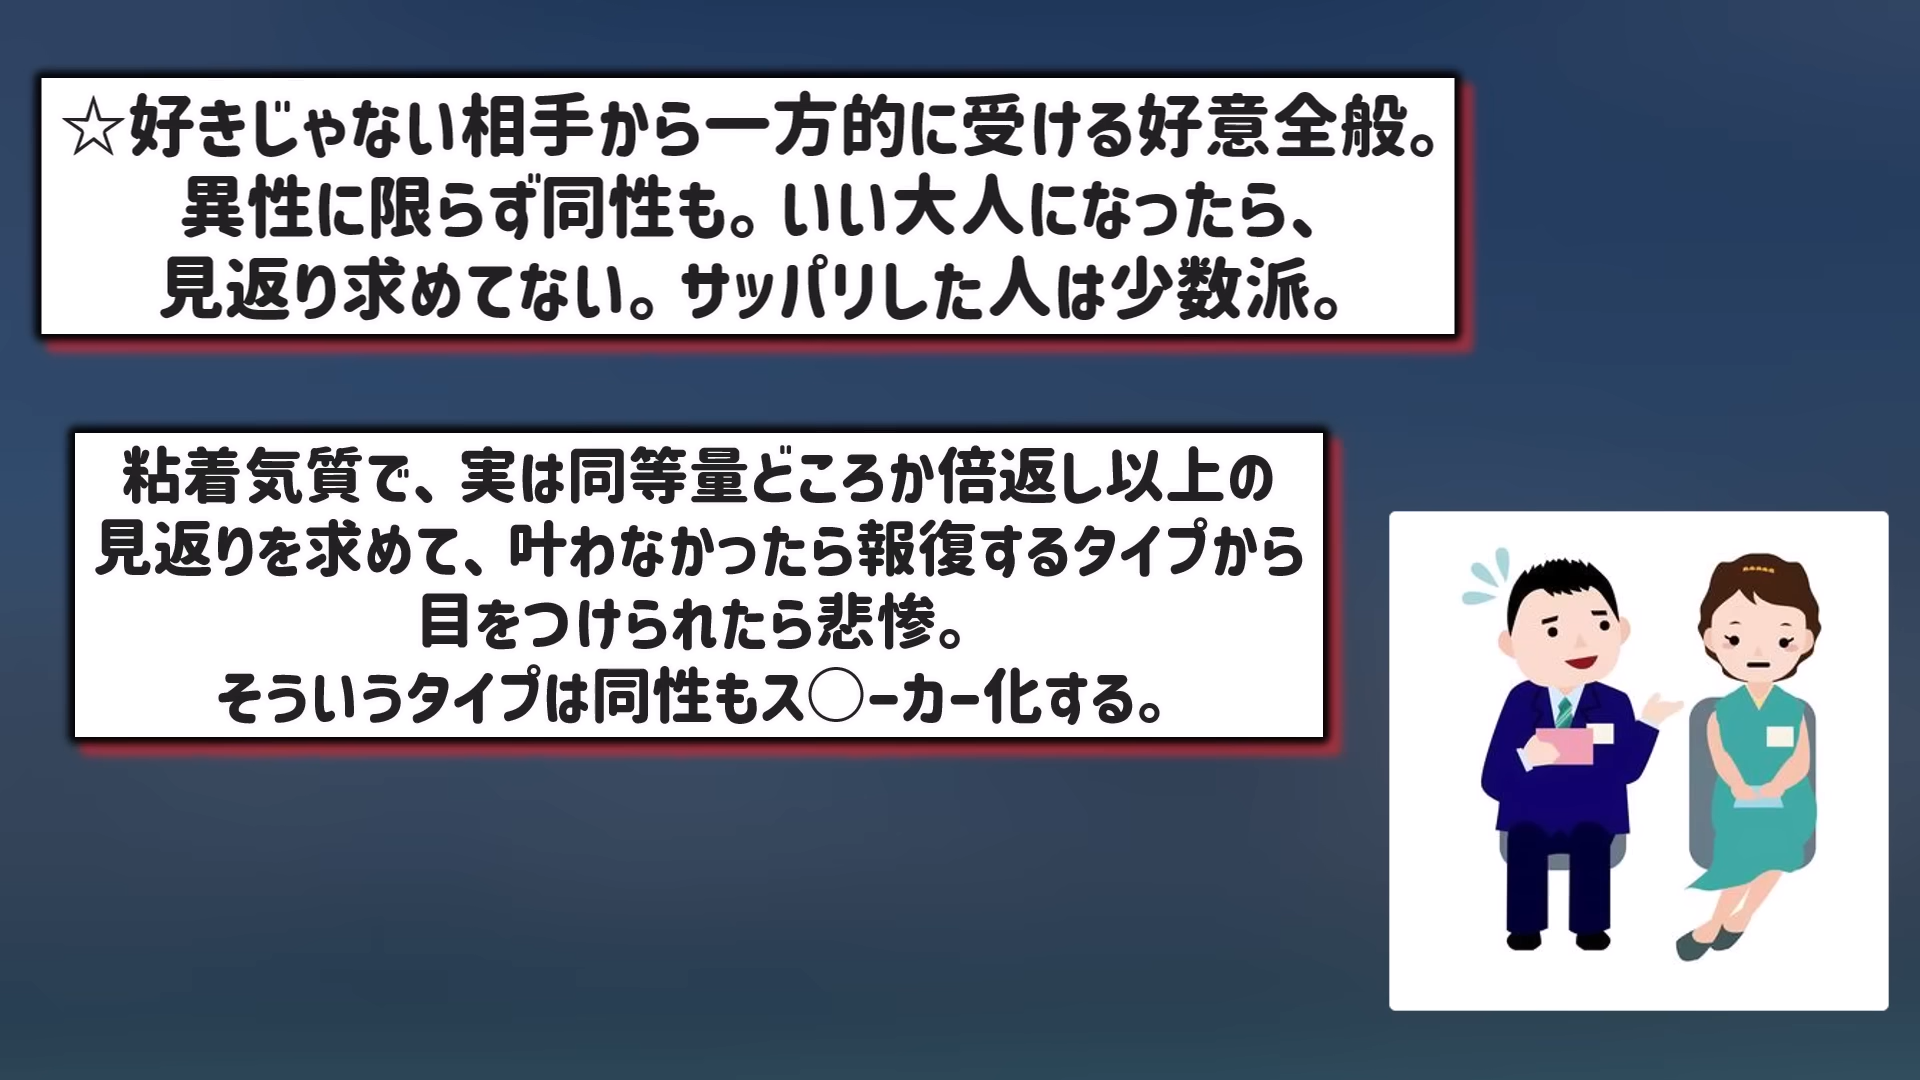 ☆好きじゃない相手から一方的に受ける好意全般。
異性に限らず同性も。いい大人になったら、
見返り求めてない。サッパリした人は少数派。
粘着気質で、実は同等量どころか倍返し以上の
見返りを求めて、叶わなかったら報復するタイプから
目をつけられたら悲惨。
そういうタイプは同性もス◯ーカー化する。